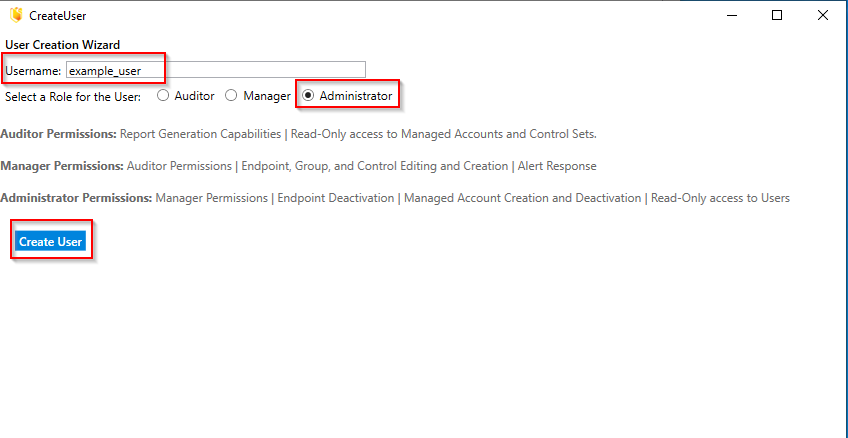 CreateUser
User Creation Wizard
Username: example_user
Select a Role for the User: Auditor Manager Administrator
Auditor Permissions: Report Generation Capabilities | Read-Only access to Managed Accounts and Control Sets.
Manager Permissions: Auditor Permissions | Endpoint, Group, and Control Editing and Creation | Alert Response
Administrator Permissions: Manager Permissions | Endpoint Deactivation | Managed Account Creation and Deactivation | Read-Only access to Users
Create User